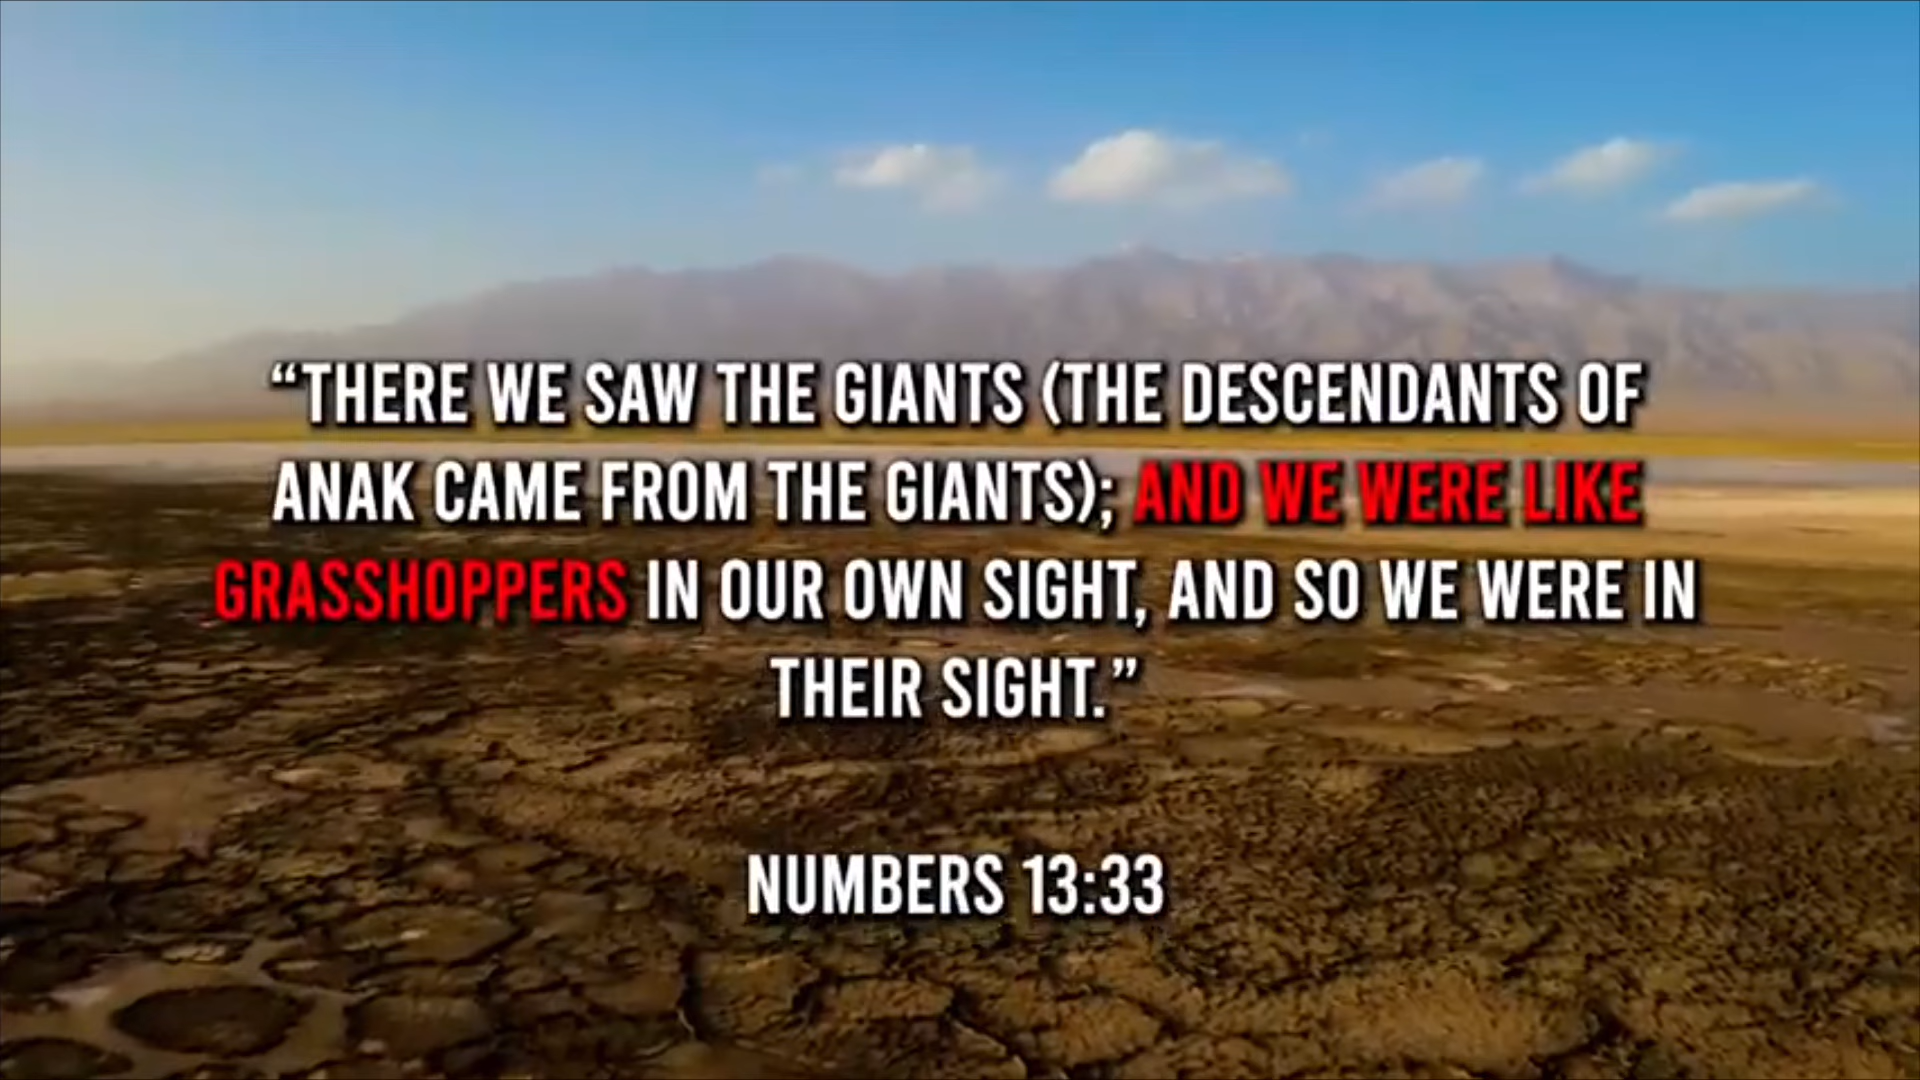 “THERE WE SAW THE GIANTS (THE DESCENDANTS OF
ANAK CAME FROM THE GIANTS); AND WE WERE LIKE
GRASSHOPPERS IN OUR OWN SIGHT, AND SO WE WERE IN
THEIR SIGHT.”
NUMBERS 13:33